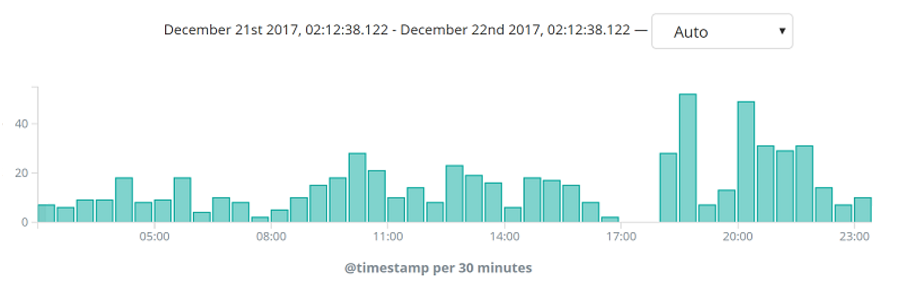 December 21st 2017, 02:12:38.122 - December 22nd 2017, 02:12:38.122 — Auto
40
20
0
05:00 08:00 11:00 14:00 17:00 20:00 23:00
@timestamp per 30 minutes